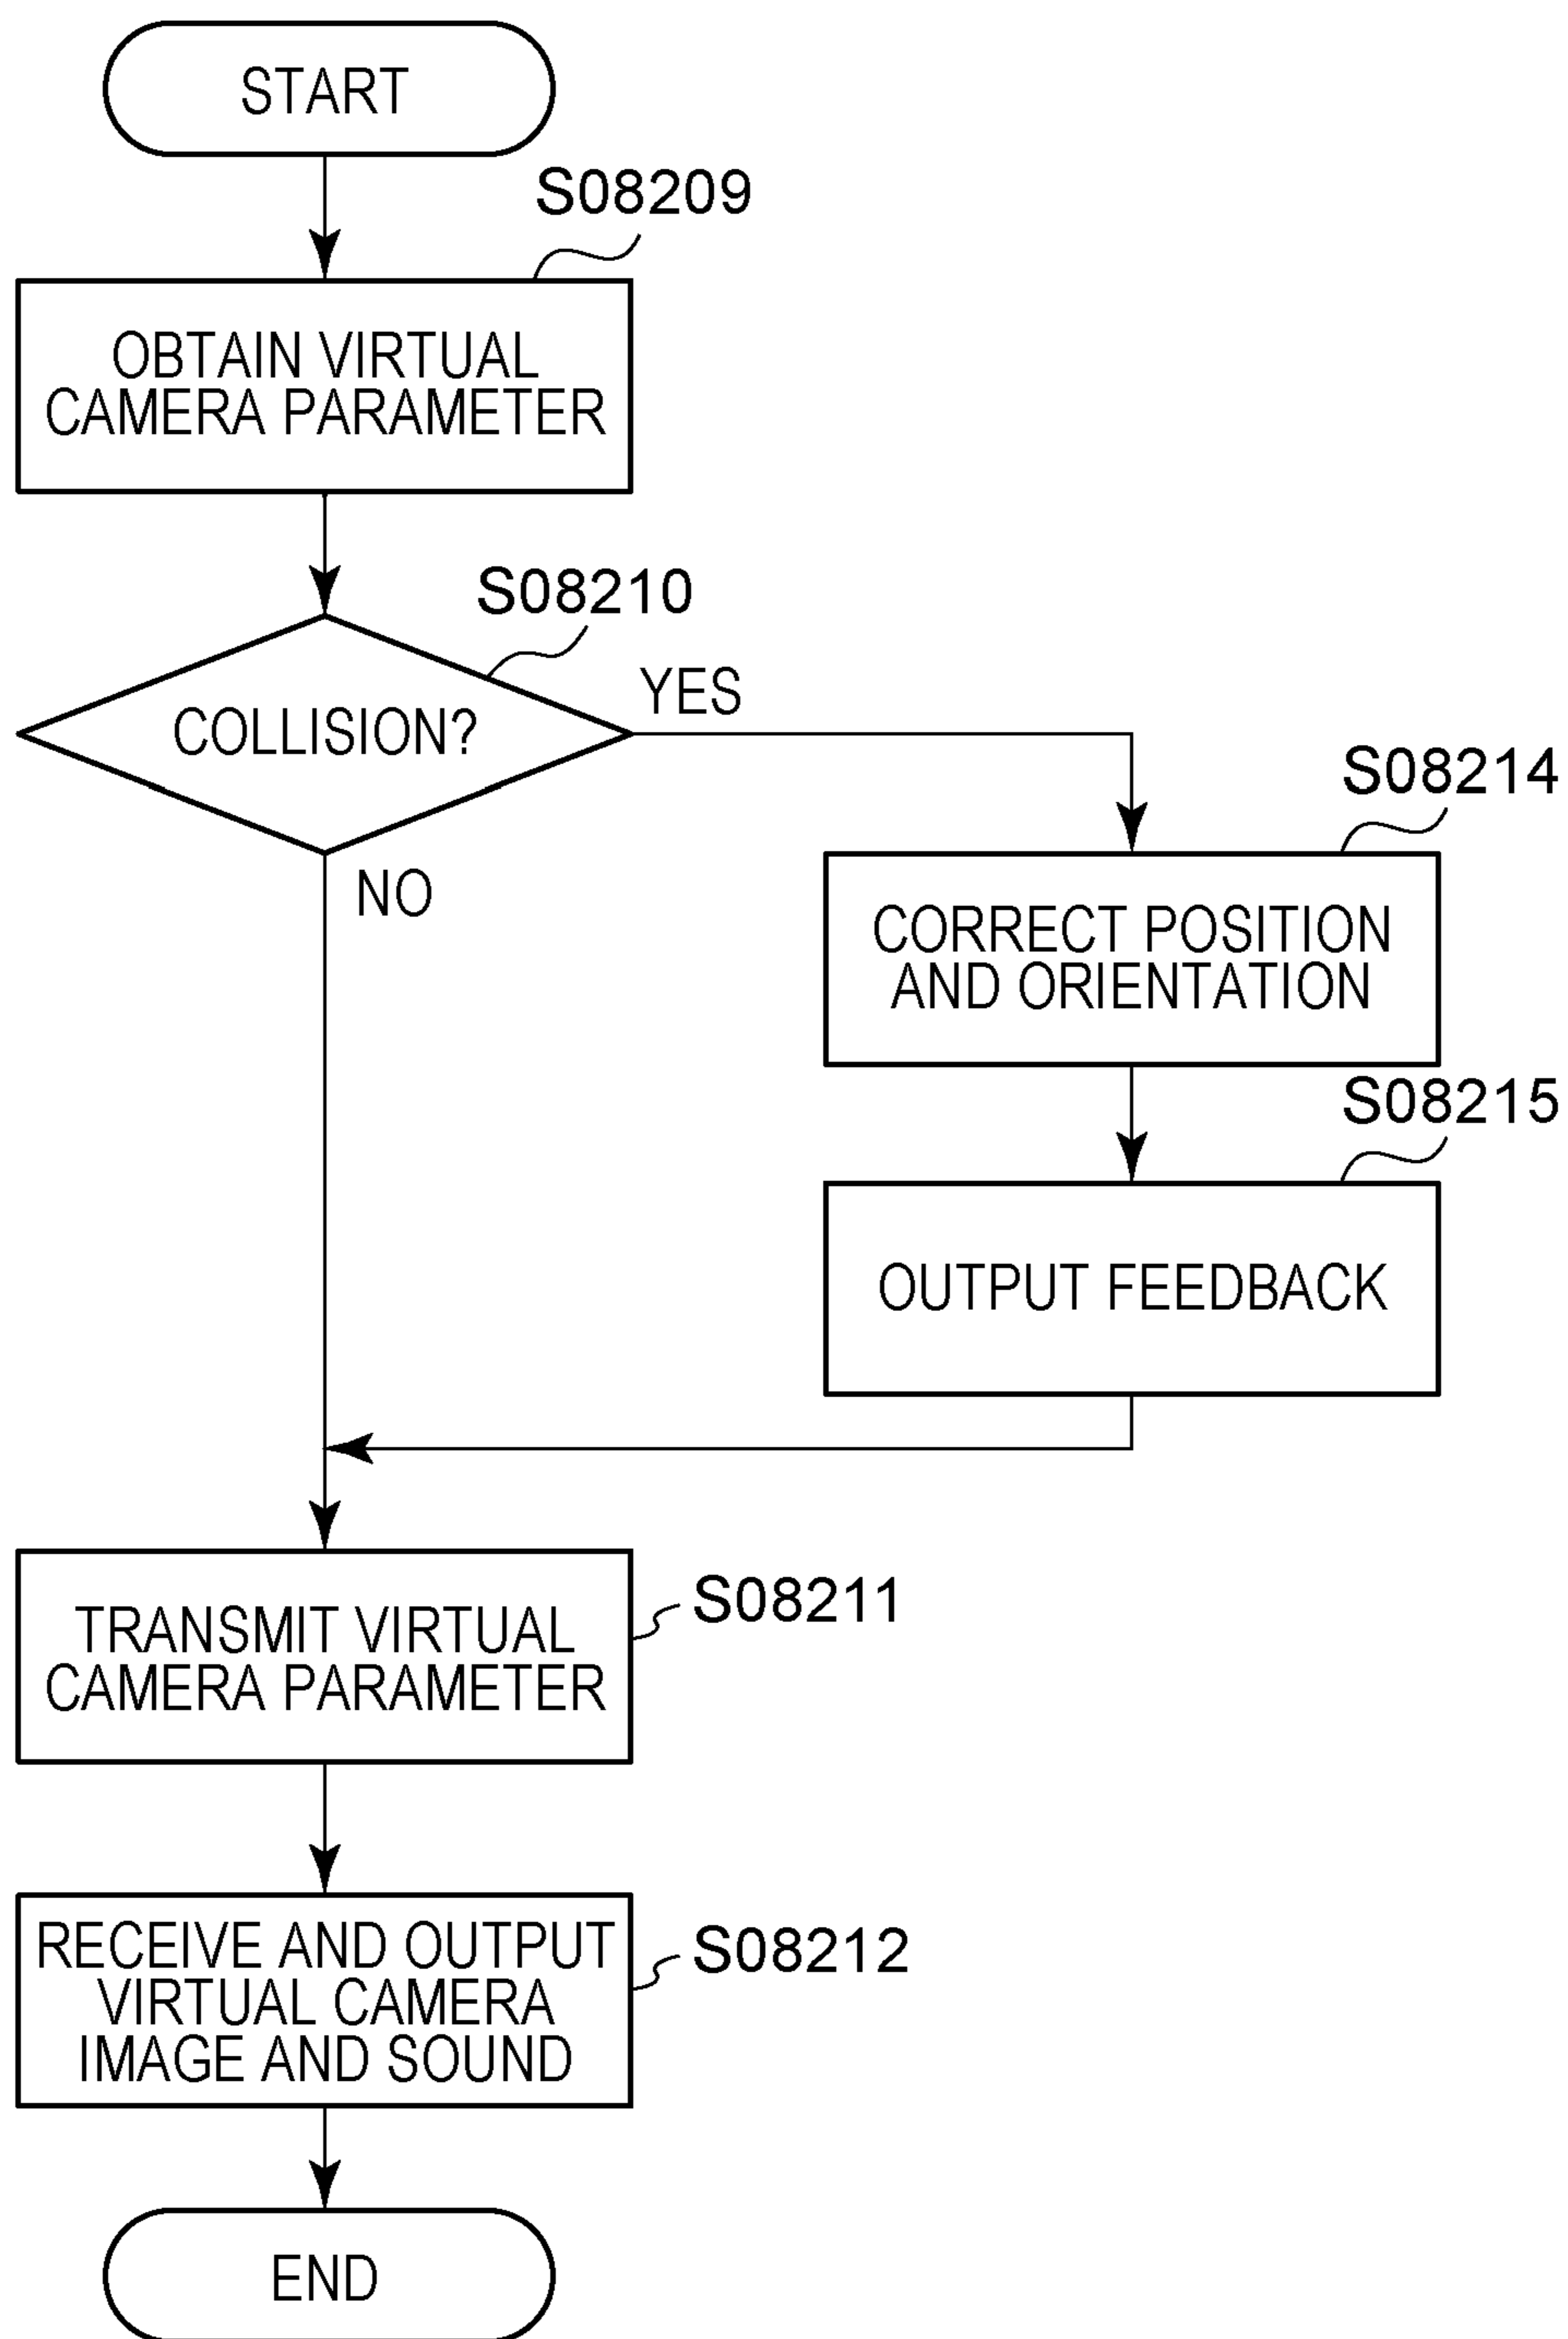 START
S08209
OBTAIN VIRTUAL
CAMERA PARAMETER
S08210
COLLISION?
YES
NO
S08214
CORRECT POSITION
AND ORIENTATION
S08215
OUTPUT FEEDBACK
TRANSMIT VIRTUAL
CAMERA PARAMETER
S08211
RECEIVE AND OUTPUT
VIRTUAL CAMERA
IMAGE AND SOUND
S08212
END